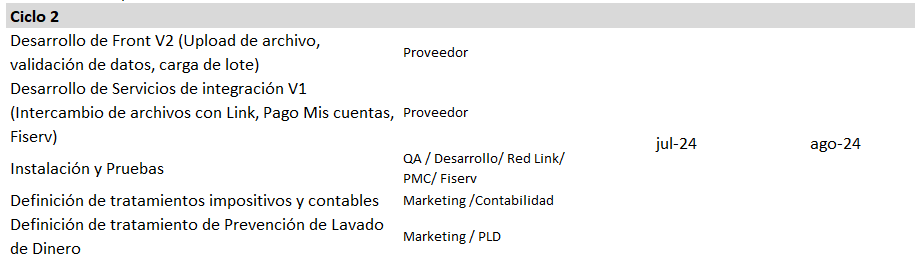 Ciclo 2
Desarrollo de Front V2 (Upload de archivo,
validación de datos, carga de lote)
Proveedor
Desarrollo de Servicios de integración V1
(Intercambio de archivos con Link, Pago Mis cuentas,
Fiserv)
Proveedor
Instalación y Pruebas
QA / Desarrollo/ Red Link/
PMC/ Fiserv
Definición de tratamientos impositivos y contables
Marketing /Contabilidad
Definición de tratamiento de Prevención de Lavado
de Dinero
Marketing / PLD
jul-24
ago-24